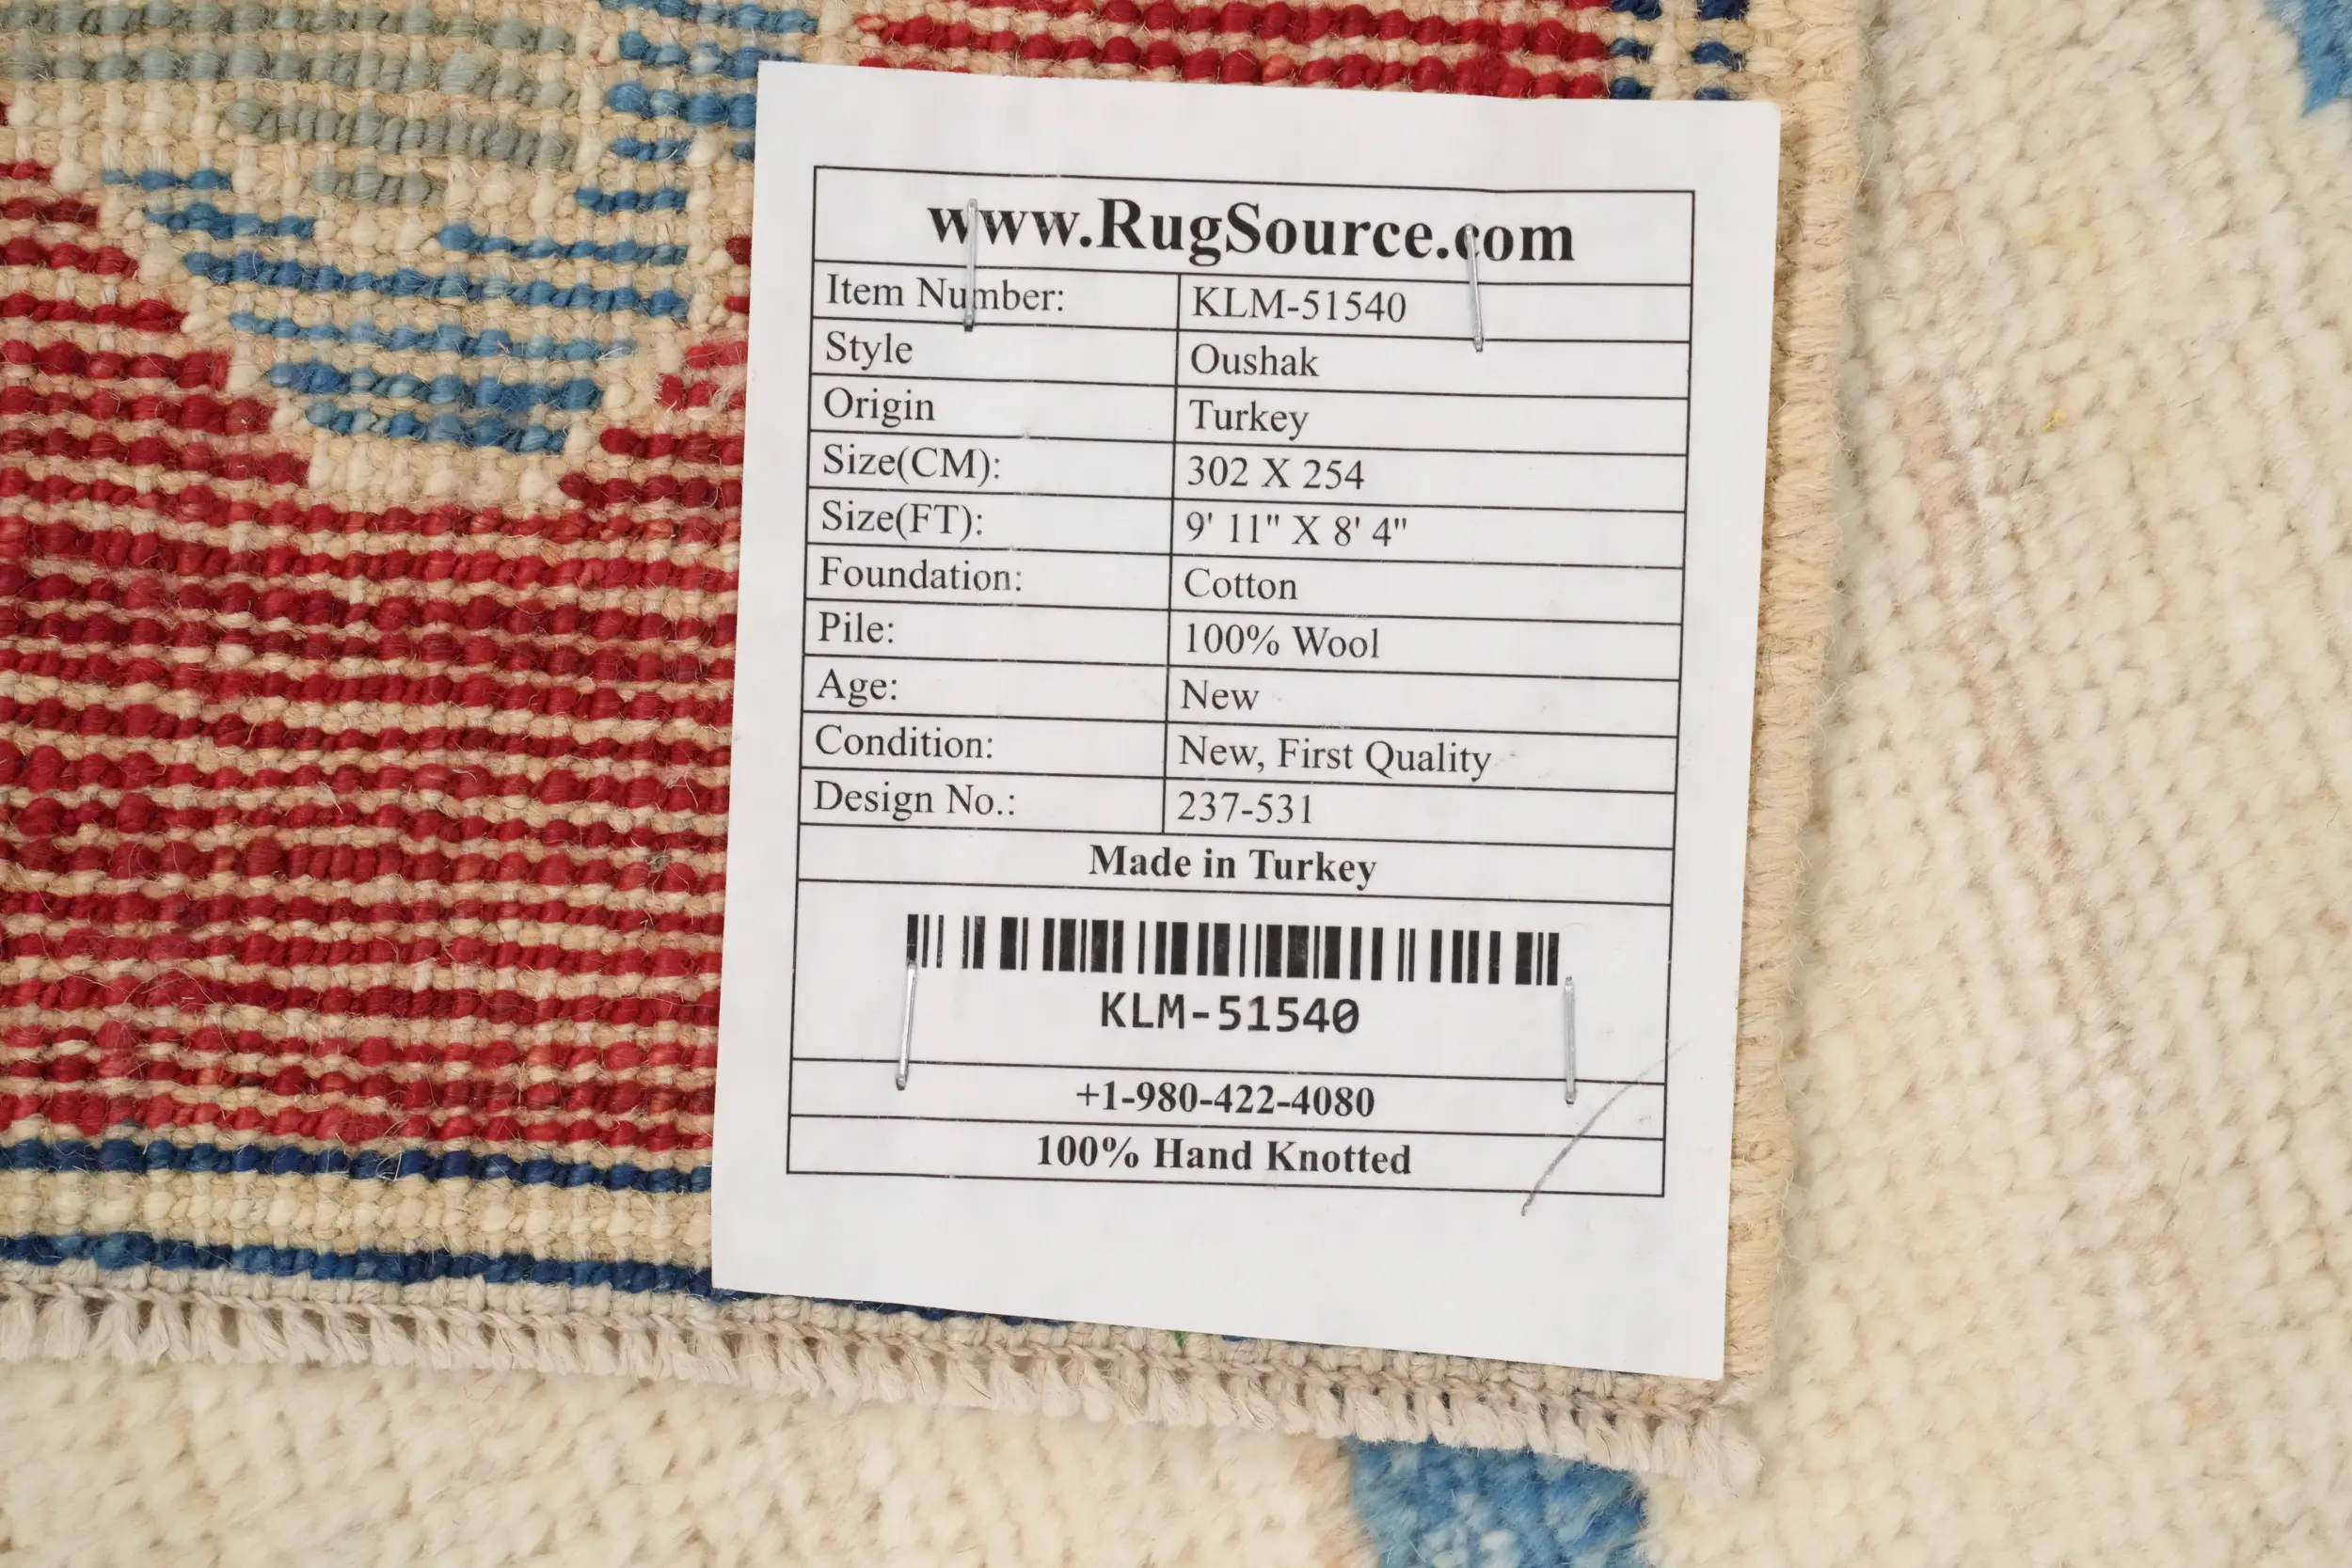 www.RugSource.com
Item Number: KLM-51540
Style Oushak
Origin Turkey
Size(CM): 302 X 254
Size(FT): 9' 11" X 8' 4"
Foundation: Cotton
Pile: 100% Wool
Age: New
Condition: New, First Quality
Design No.: 237-531
Made in Turkey
KLM-51540
+1-980-422-4080
100% Hand Knotted